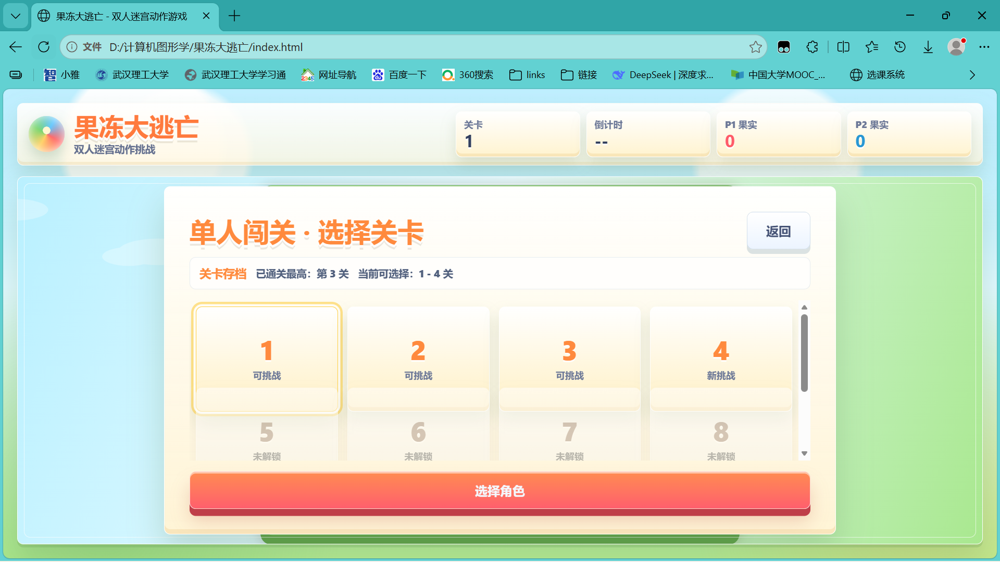 果冻大逃亡 - 双人迷宫动作游戏
文件 D:/计算机图形学/果冻大逃亡/index.html
智 小雅 武汉理工大学 武汉理工大学学习通 2345 网址导航 du 百度一下 360搜索 links 链接 DeepSeek | 深度求... 中国大学MOOC_... 选课系统
果冻大逃亡
双人迷宫动作挑战
关卡
1
倒计时
--
P1 果实
0
P2 果实
0
单人闯关 · 选择关卡
返回
关卡存档 已通关最高：第 3 关 当前可选择：1 - 4 关
1
可挑战
2
可挑战
3
可挑战
4
新挑战
5
未解锁
6
未解锁
7
未解锁
8
未解锁
选择角色